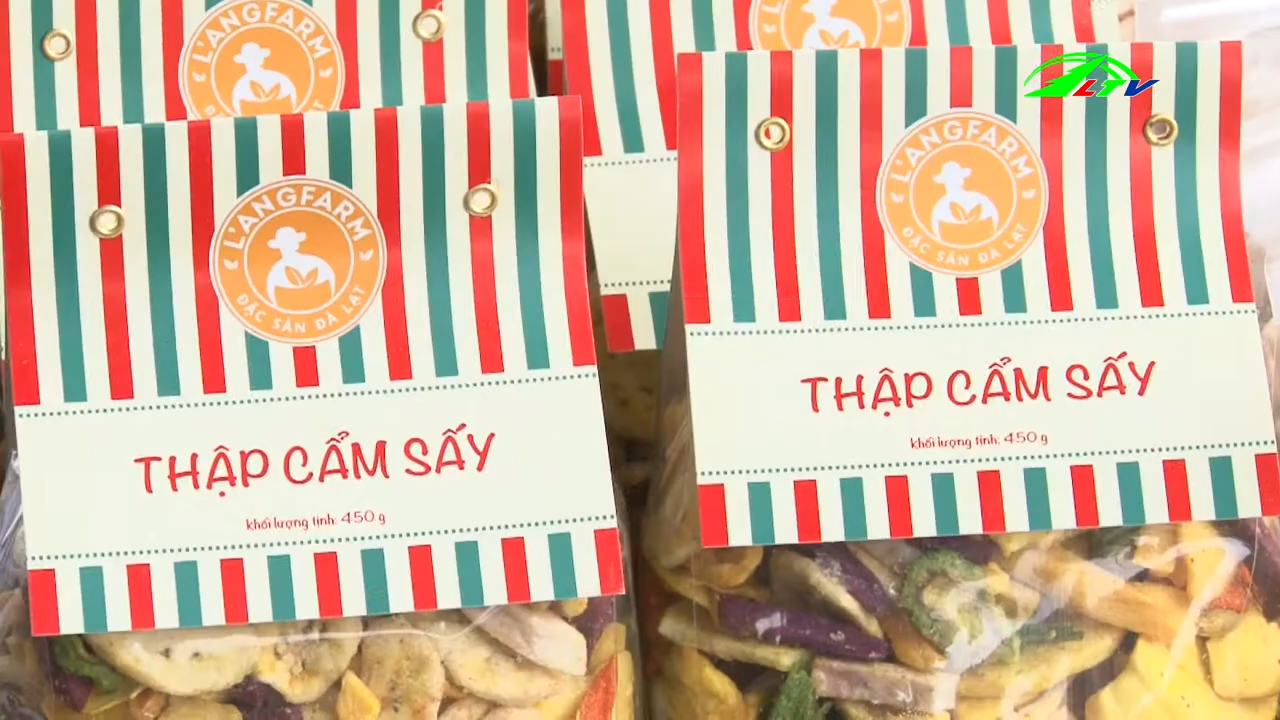 L'ANGFARM
LTV
L'ANGFARM
ĐẶC SẢN ĐÀ LẠT
THẬP CẨM SẤY
khối lượng tịnh: 450 g
L'ANGFARM
ĐẶC SẢN ĐÀ LẠT
THẬP CẨM SẤY
khối lượng tịnh: 450 g